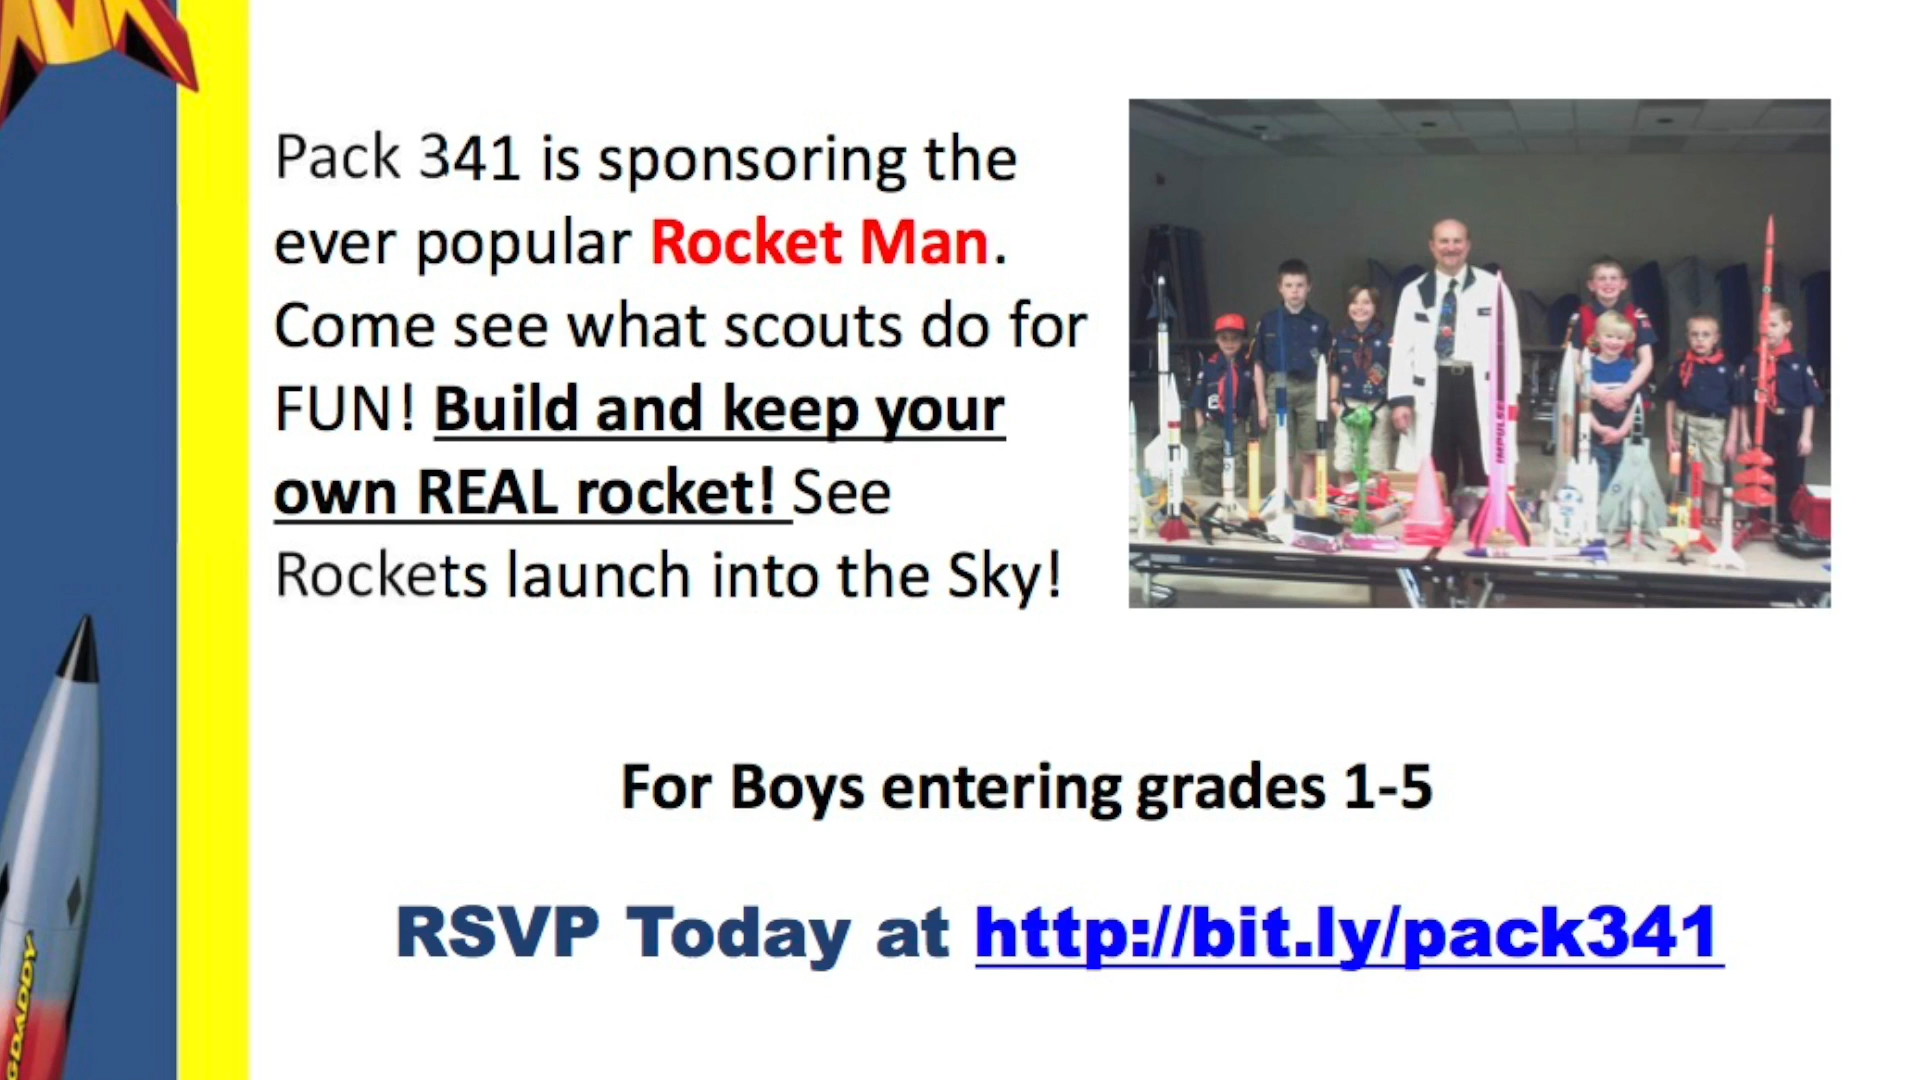 Pack 341 is sponsoring the
ever popular Rocket Man.
Come see what scouts do for
FUN! Build and keep your
own REAL rocket! See
Rockets launch into the Sky!
For Boys entering grades 1-5
RSVP Today at http://bit.ly/pack341
GDADDY
IMPULSE